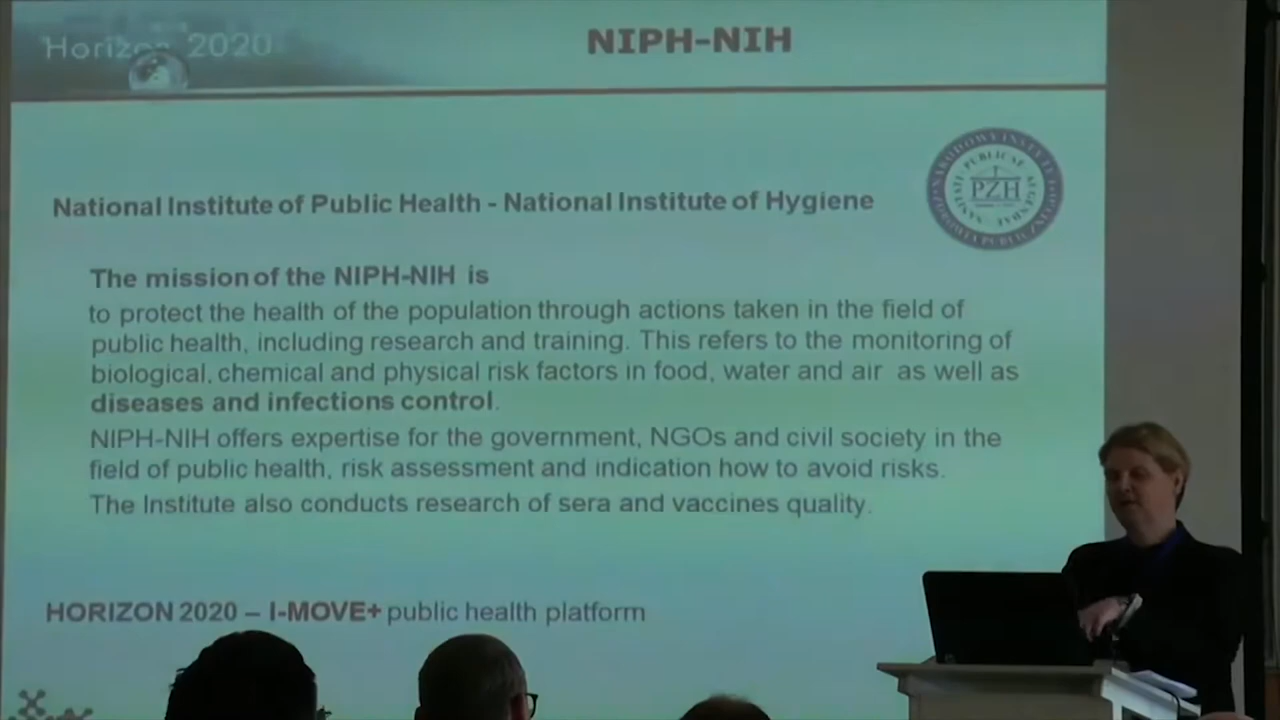 Horizon 2020
NIPH-NIH
NARODOWY INSTYTUT
PUBLICAE
PZH
National Institute of Public Health - National Institute of Hygiene
The mission of the NIPH-NIH is
to protect the health of the population through actions taken in the field of
public health, including research and training. This refers to the monitoring of
biological, chemical and physical risk factors in food, water and air as well as
diseases and infections control.
NIPH-NIH offers expertise for the government, NGOs and civil society in the
field of public health, risk assessment and indication how to avoid risks.
The Institute also conducts research of sera and vaccines quality.
HORIZON 2020 – I-MOVE+ public health platform